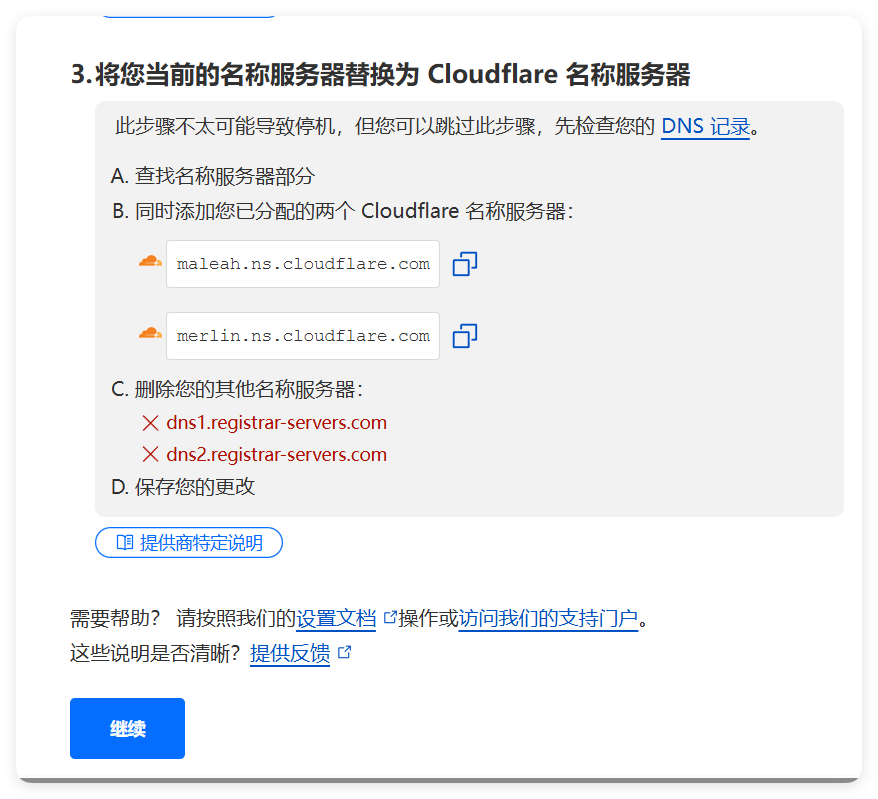 3.将您当前的名称服务器替换为 Cloudflare 名称服务器
此步骤不太可能导致停机，但您可以跳过此步骤，先检查您的 DNS 记录。
A. 查找名称服务器部分
B. 同时添加您已分配的两个 Cloudflare 名称服务器：
maleah.ns.cloudflare.com
merlin.ns.cloudflare.com
C. 删除您的其他名称服务器：
dns1.registrar-servers.com
dns2.registrar-servers.com
D. 保存您的更改
提供商特定说明
需要帮助？ 请按照我们的设置文档操作或访问我们的支持门户。
这些说明是否清晰？提供反馈
继续